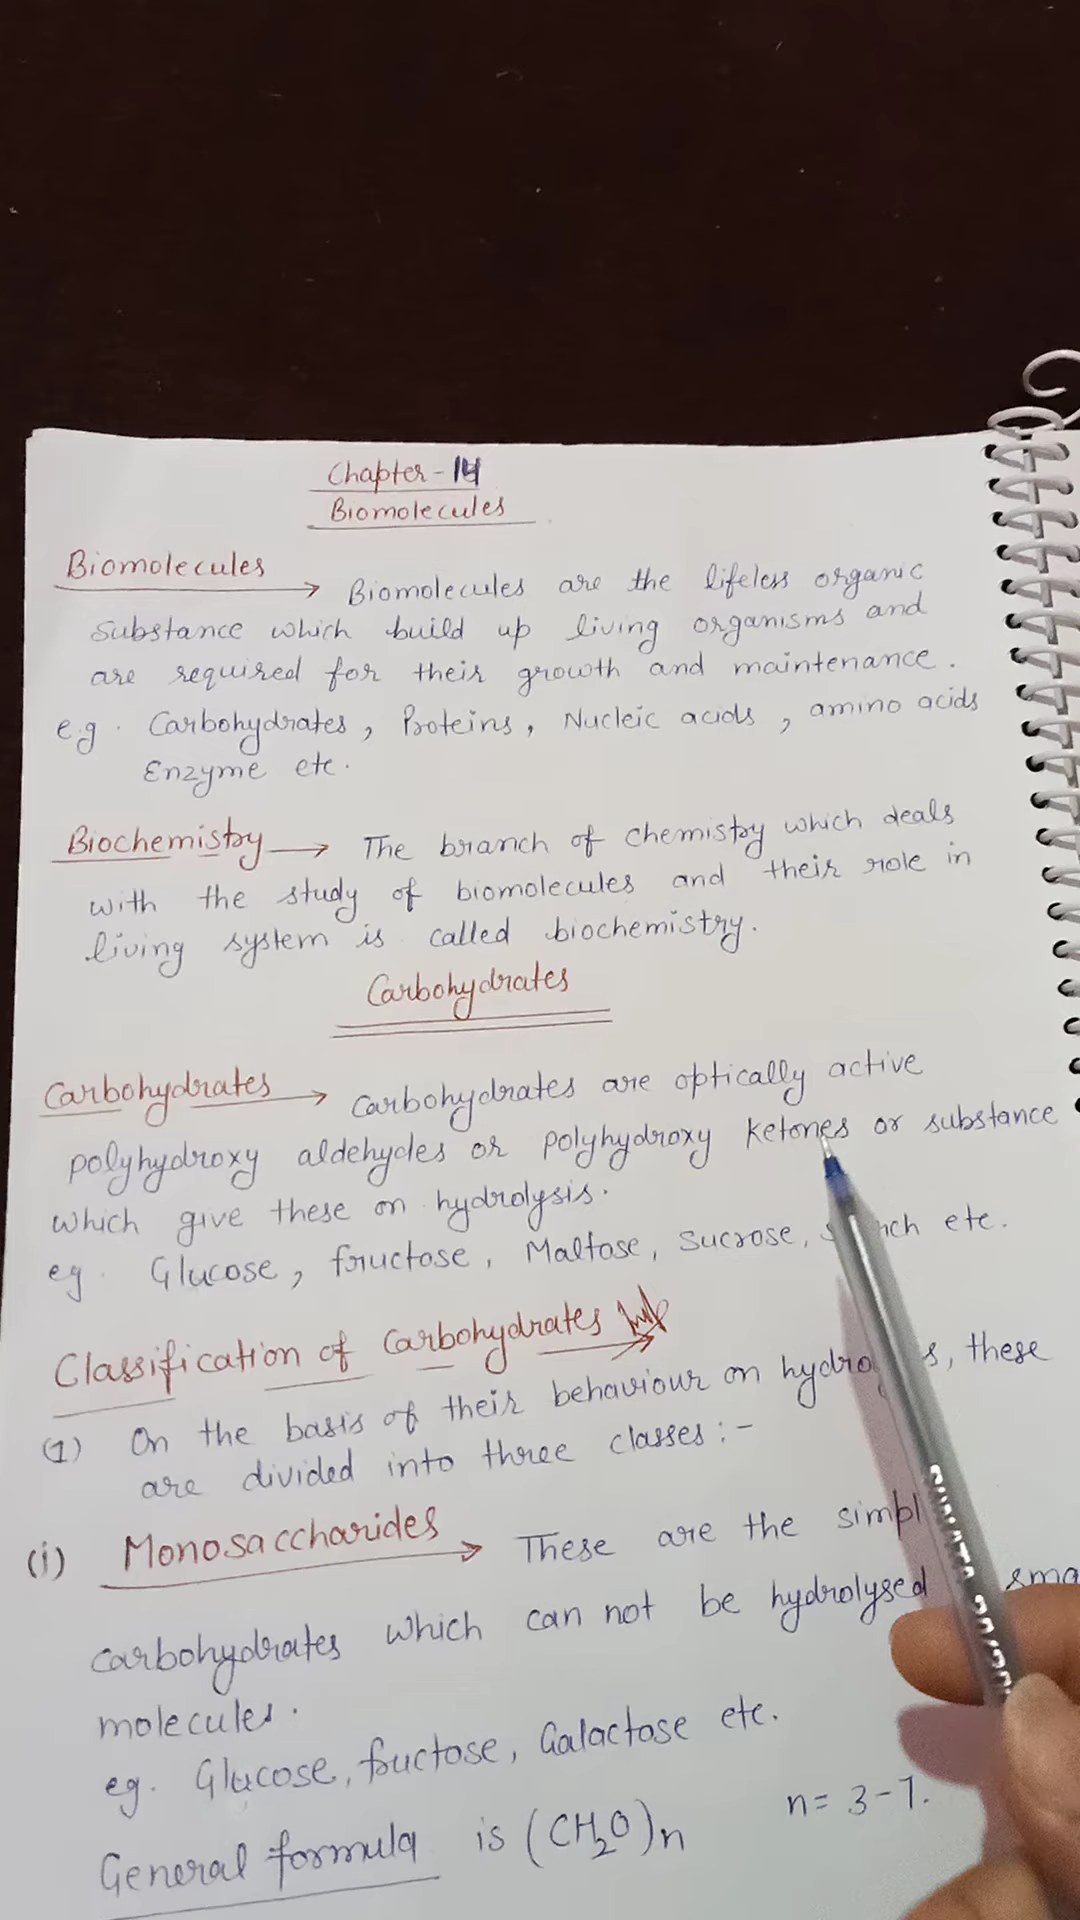 Chapter-14
Biomolecules
Biomolecules → Biomolecules are the lifeless organic
substance which build up living organisms and
are required for their growth and maintenance.
e.g. Carbohydrates, Proteins, Nucleic acids, amino acids
Enzyme etc.
Biochemistry → The branch of chemistry which deals
with the study of biomolecules and their role in
living system is called biochemistry.
Carbohydrates
Carbohydrates → Carbohydrates are optically active
polyhydroxy aldehydes or polyhydroxy ketones or substance
which give these on hydrolysis.
eg. Glucose, fructose, Maltose, Sucrose, etc.
Classification of Carbohydrates Imp
(1) On the basis of their behaviour on these
are divided into three classes:-
(i) Monosaccharides → These are the
carbohydrates which can not be hydrolysed
molecules.
eg. Glucose, fructose, Galactose etc.
General formula is (CH₂O)n n= 3-7.